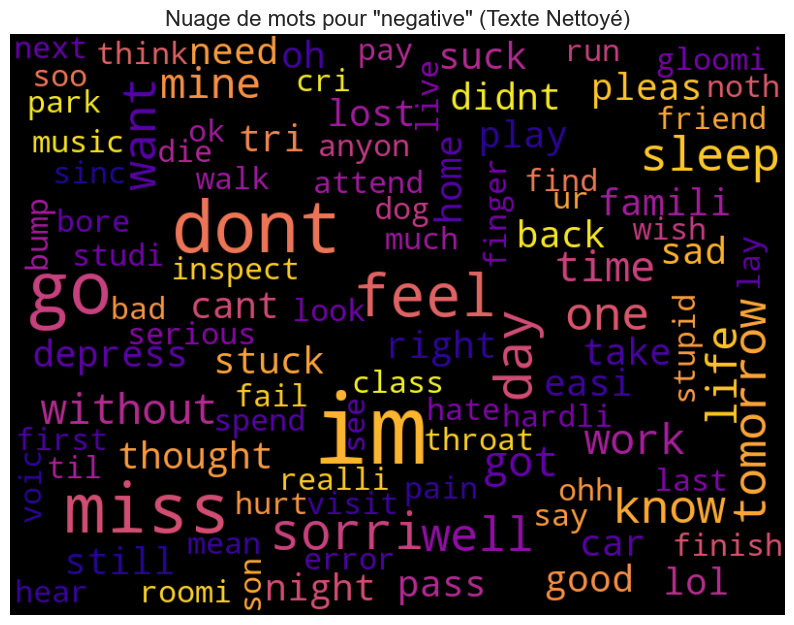 Nuage de mots pour "negative" (Texte Nettoyé)
next think need oh pay suck run gloomi
soo mine cri live didnt pleas noth
park want lost friend
music die ok tri anyon play sleep
sinc walk attend home finger find ur famili
bump bore dont dog back wish
studi much time sad lay
go inspect feel one
bad cant look day
serious right take stupid life tomorrow
depress stuck class easi
without fail see hate hardli
first spend im throat work
voic til thought realli got last
miss hurt visit pain ohh know
sorri well say
mean error car finish
still son night pass good lol
hear roomi